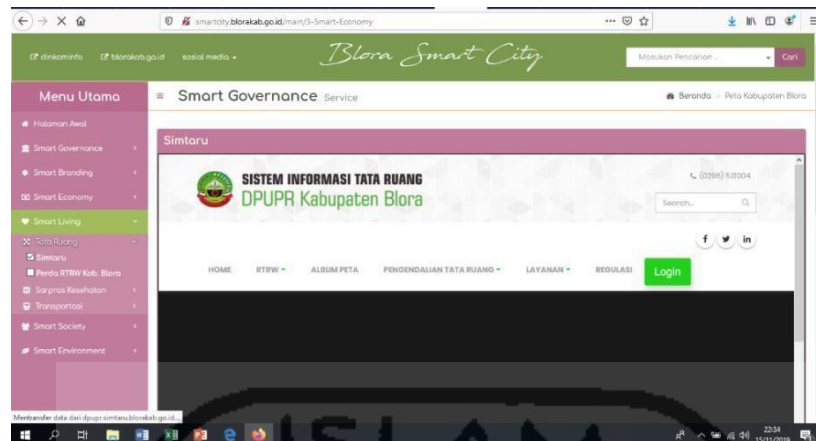 smartcity.blorakab.go.id/main/3-Smart-Economy
dinkominfo blorakab.go.id sosial media
Blora Smart City
Masukan Pencarian ..
Cari
Menu Utama
Smart Governance Service
Beranda > Peta Kabupaten Blora
Halaman Awal
Smart Governance
Smart Branding
Smart Economy
Smart Living
Tata Ruang
Simtaru
Perda RTRW Kab. Blora
Sarpras Kesehatan
Transportasi
Smart Society
Smart Environment
Simtaru
SISTEM INFORMASI TATA RUANG
DPUPR Kabupaten Blora
(0296) 531004
Search..
HOME RTRW ALBUM PETA PENGENDALIAN TATA RUANG LAYANAN REGULASI Login
ISLAM
Mentransfer data dari dpupr.simtaru.blorakab.go.id...
22:34
15/11/2019